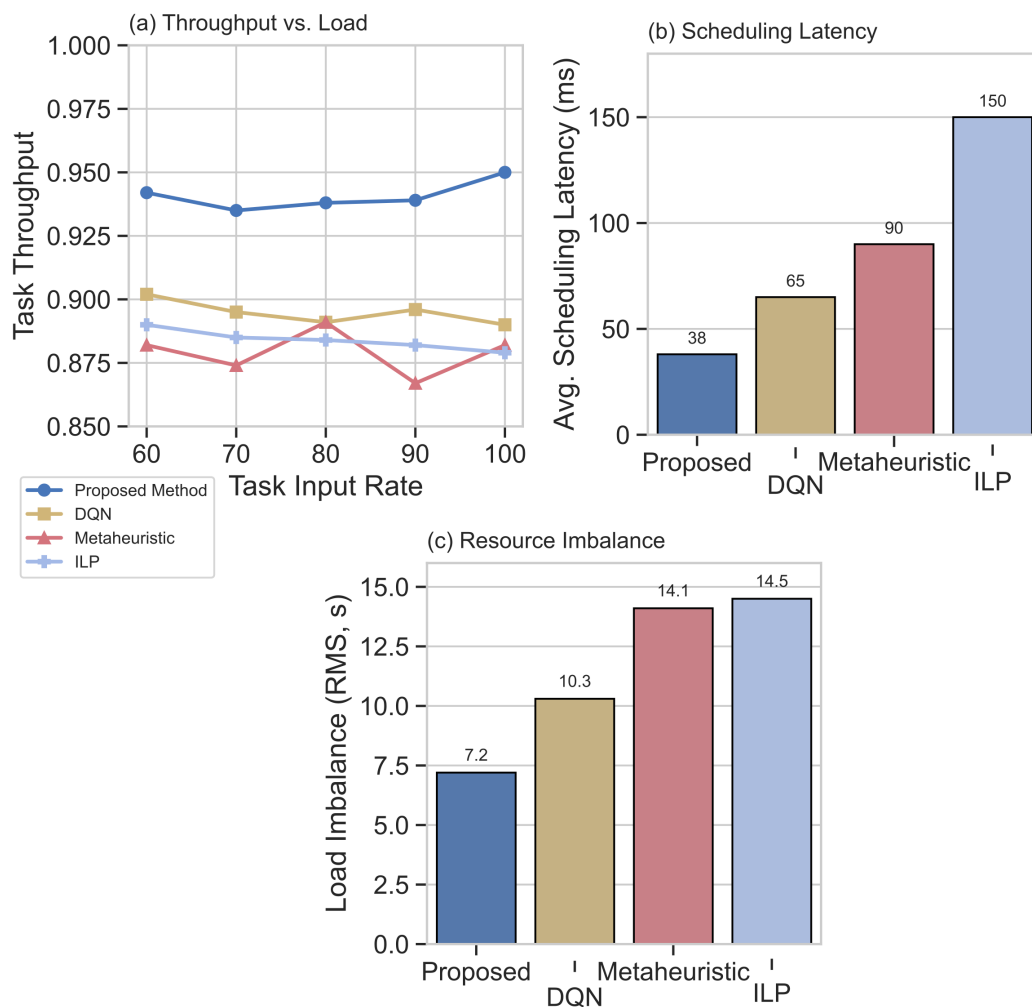 (a) Throughput vs. Load
1.000
0.975
0.950
0.925
0.900
0.875
0.850
Task Throughput
60 70 80 90 100
Task Input Rate
Proposed Method
DQN
Metaheuristic
ILP
(b) Scheduling Latency
Avg. Scheduling Latency (ms)
150
100
50
0
38
65
90
150
Proposed
DQN
Metaheuristic
ILP
(c) Resource Imbalance
Load Imbalance (RMS, s)
15.0
12.5
10.0
7.5
5.0
2.5
0.0
7.2
10.3
14.1
14.5
Proposed
DQN
Metaheuristic
ILP